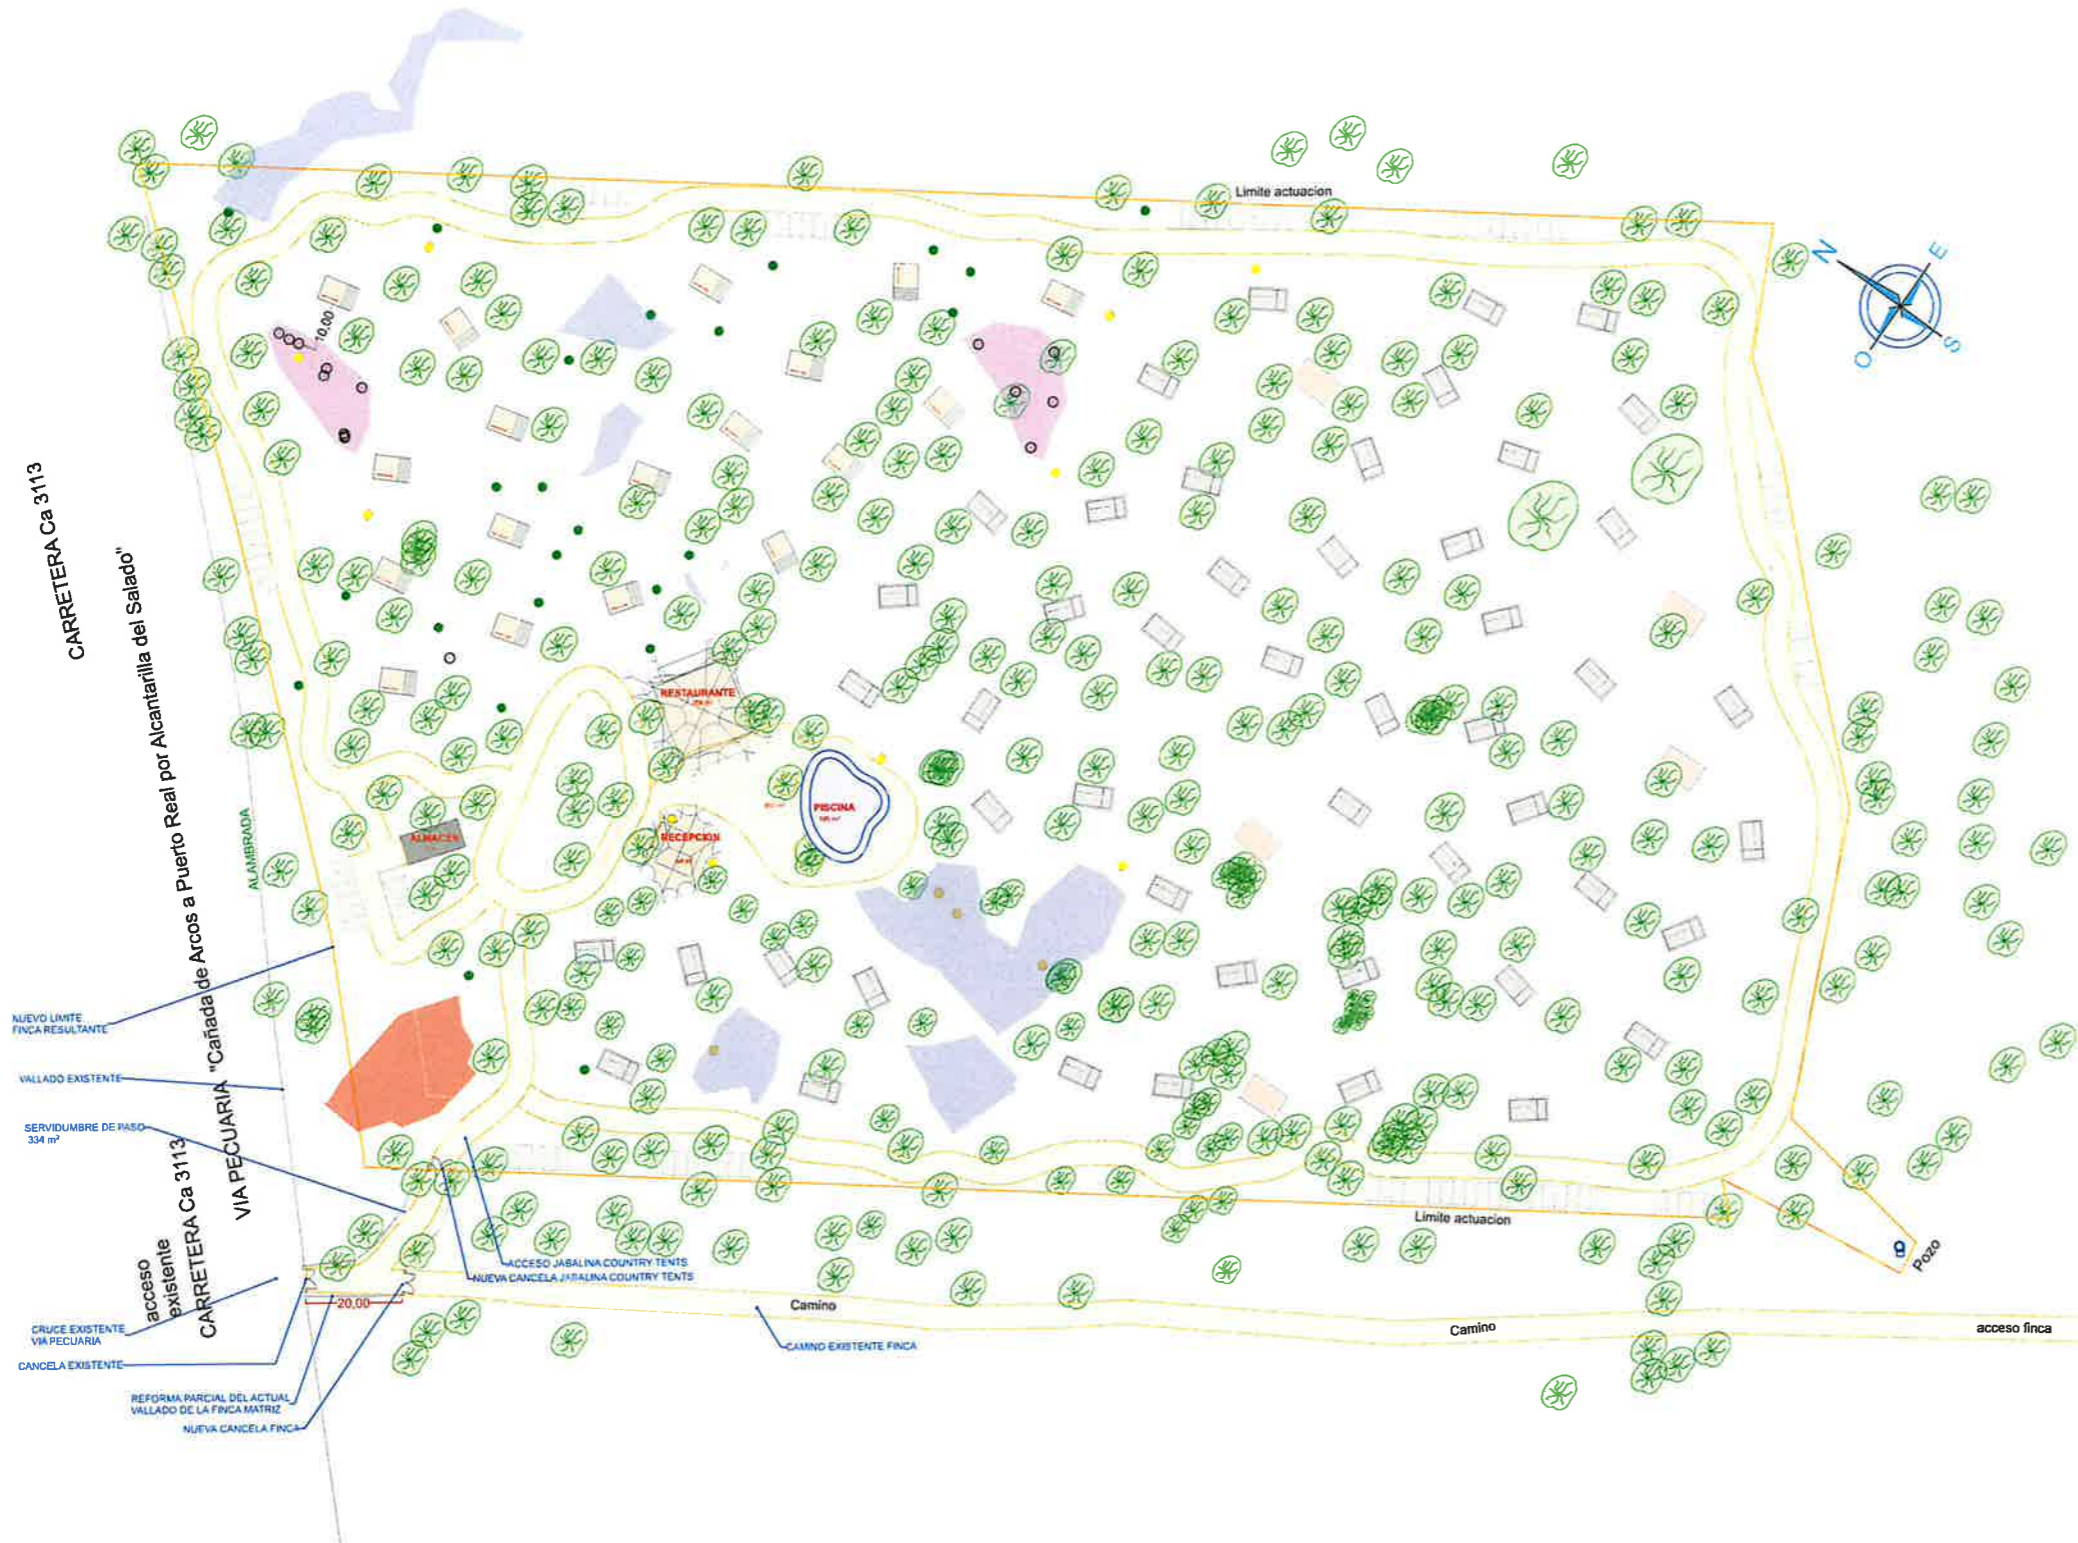 Limite actuacion
N
E
S
O
10,00
CARRETERA Ca 3113
VIA PECUARIA "Cañada de Arcos a Puerto Real por Alcantarilla del Salado"
ALAMBRADA
RESTAURANTE
PISCINA
RECEPCION
ALMACEN
NUEVO LIMITE
FINCA RESULTANTE
VALLADO EXISTENTE
SERVIDUMBRE DE PASO
334 m²
acceso
existente
CARRETERA Ca 3113
CRUCE EXISTENTE
VIA PECUARIA
CANCELA EXISTENTE
REFORMA PARCIAL DEL ACTUAL
VALLADO DE LA FINCA MATRIZ
NUEVA CANCELA FINCA
20,00
ACCESO JABALINA COUNTRY TENTS
NUEVA CANCELA JABALINA COUNTRY TENTS
Limite actuacion
Pozo
Camino
CAMINO EXISTENTE FINCA
Camino
acceso finca